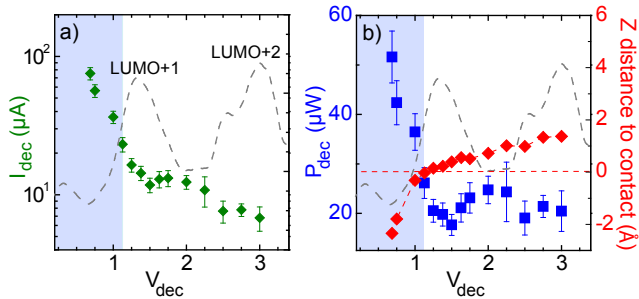 a)
LUMO+1
LUMO+2
I_dec (µA)
10²
10¹
1
2
3
V_dec
b)
P_dec (µW)
60
40
20
1
2
3
V_dec
6
4
2
0
-2
Z distance to contact (Å)